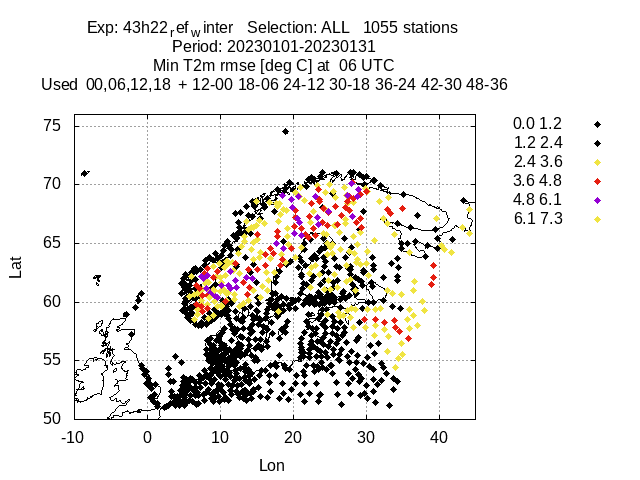 Exp: 43h22refwinter Selection: ALL 1055 stations
Period: 20230101-20230131
Min T2m rmse [deg C] at 06 UTC
Used 00,06,12,18 + 12-00 18-06 24-12 30-18 36-24 42-30 48-36
0.0 1.2
1.2 2.4
2.4 3.6
3.6 4.8
4.8 6.1
6.1 7.3
75
70
65
60
55
50
Lat
-10 0 10 20 30 40
Lon